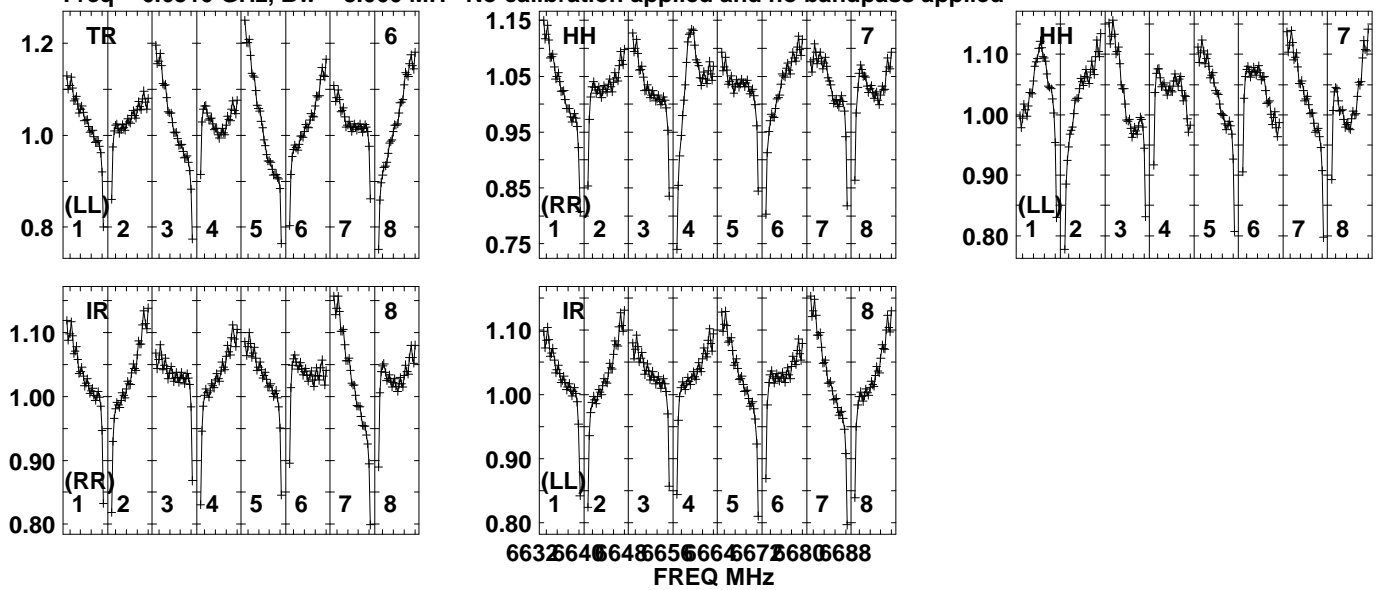 No calibration applied and no bandpass applied
TR 6
1.2
1.0
0.8
(LL)
1 2 3 4 5 6 7 8
HH 7
1.15
1.05
0.95
0.85
0.75
(RR)
1 2 3 4 5 6 7 8
HH 7
1.10
1.00
0.90
0.80
(LL)
1 2 3 4 5 6 7 8
IR 8
1.10
1.00
0.90
0.80
(RR)
1 2 3 4 5 6 7 8
IR 8
1.10
1.00
0.90
0.80
(LL)
1 2 3 4 5 6 7 8
6632 6640 6648 6656 6664 6672 6680 6688
FREQ MHz